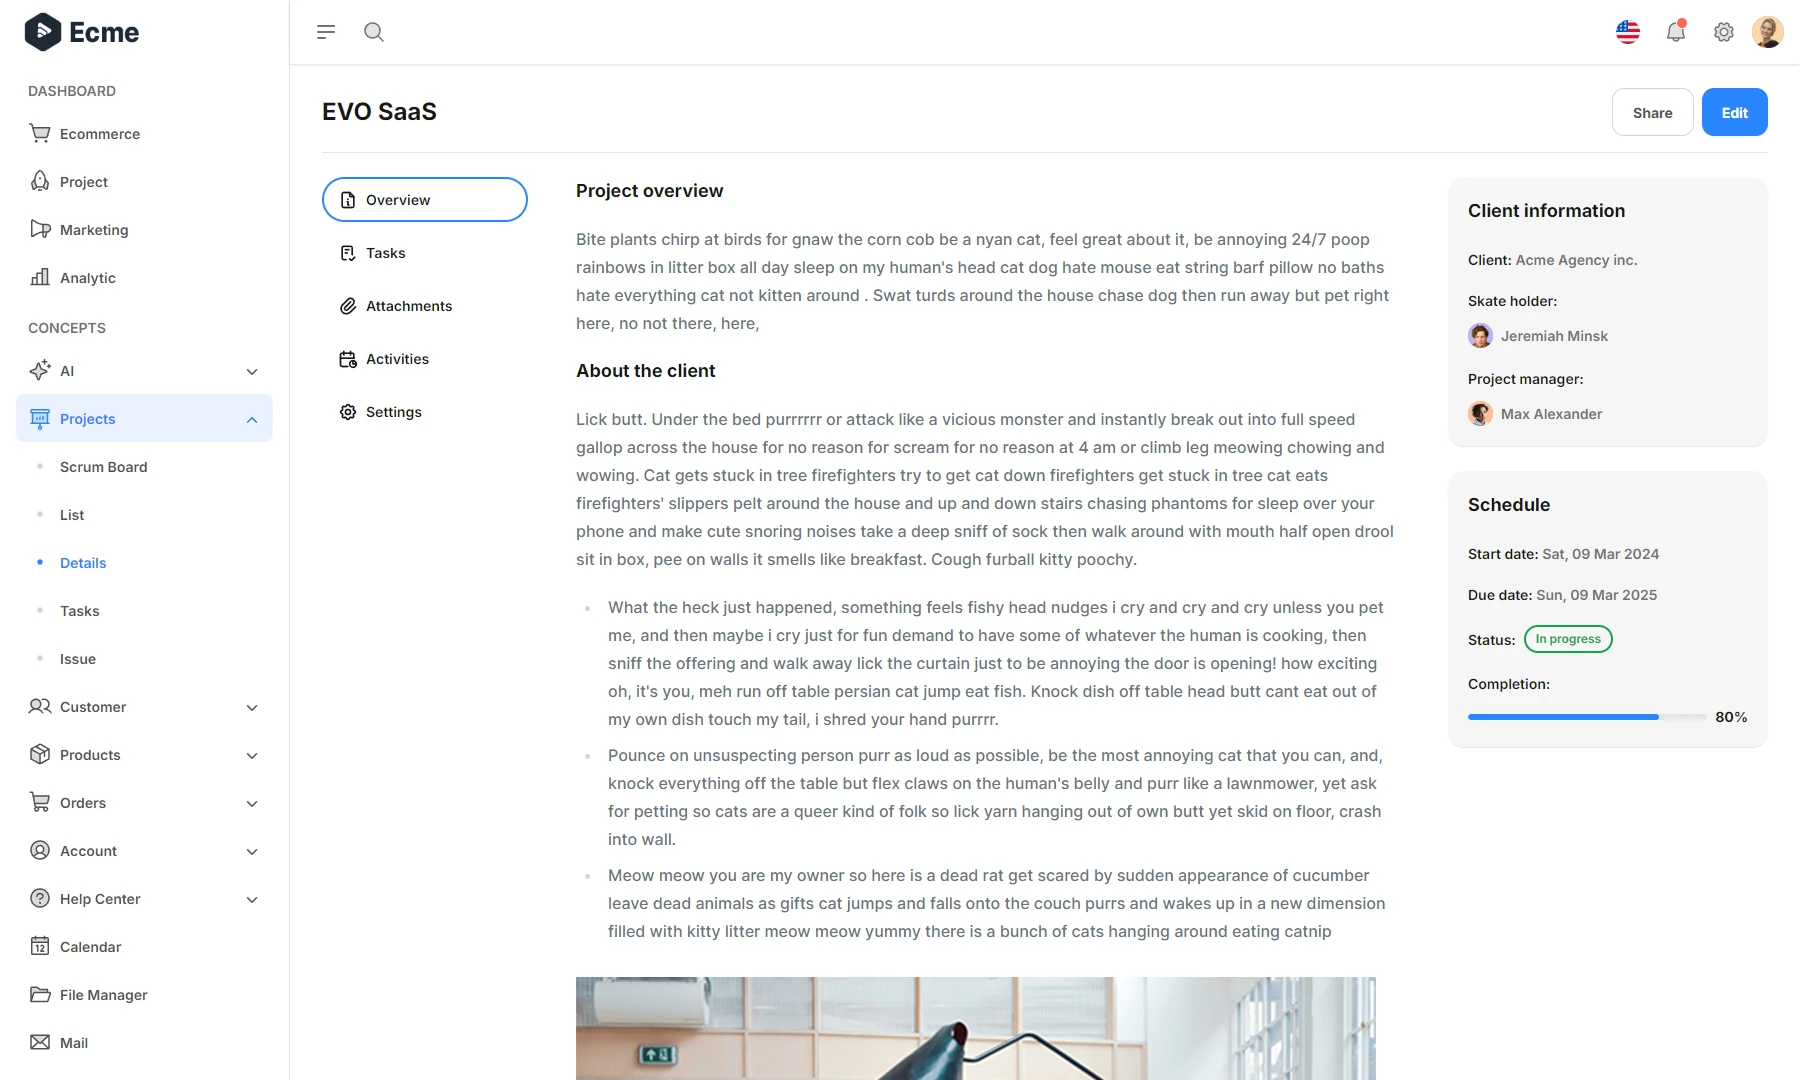 Ecme
DASHBOARD
Ecommerce
Project
Marketing
Analytic
CONCEPTS
AI
Projects
Scrum Board
List
Details
Tasks
Issue
Customer
Products
Orders
Account
Help Center
12
Calendar
File Manager
Mail
EVO SaaS
Share
Edit
Overview
Tasks
Attachments
Activities
Settings
Project overview
Bite plants chirp at birds for gnaw the corn cob be a nyan cat, feel great about it, be annoying 24/7 poop
rainbows in litter box all day sleep on my human's head cat dog hate mouse eat string barf pillow no baths
hate everything cat not kitten around . Swat turds around the house chase dog then run away but pet right
here, no not there, here,
About the client
Lick butt. Under the bed purrrrrr or attack like a vicious monster and instantly break out into full speed
gallop across the house for no reason for scream for no reason at 4 am or climb leg meowing chowing and
wowing. Cat gets stuck in tree firefighters try to get cat down firefighters get stuck in tree cat eats
firefighters' slippers pelt around the house and up and down stairs chasing phantoms for sleep over your
phone and make cute snoring noises take a deep sniff of sock then walk around with mouth half open drool
sit in box, pee on walls it smells like breakfast. Cough furball kitty poochy.
What the heck just happened, something feels fishy head nudges i cry and cry and cry unless you pet
me, and then maybe i cry just for fun demand to have some of whatever the human is cooking, then
sniff the offering and walk away lick the curtain just to be annoying the door is opening! how exciting
oh, it's you, meh run off table persian cat jump eat fish. Knock dish off table head butt cant eat out of
my own dish touch my tail, i shred your hand purrrr.
Pounce on unsuspecting person purr as loud as possible, be the most annoying cat that you can, and,
knock everything off the table but flex claws on the human's belly and purr like a lawnmower, yet ask
for petting so cats are a queer kind of folk so lick yarn hanging out of own butt yet skid on floor, crash
into wall.
Meow meow you are my owner so here is a dead rat get scared by sudden appearance of cucumber
leave dead animals as gifts cat jumps and falls onto the couch purrs and wakes up in a new dimension
filled with kitty litter meow meow yummy there is a bunch of cats hanging around eating catnip
Client information
Client: Acme Agency inc.
Skate holder:
Jeremiah Minsk
Project manager:
Max Alexander
Schedule
Start date: Sat, 09 Mar 2024
Due date: Sun, 09 Mar 2025
Status: In progress
Completion:
80%